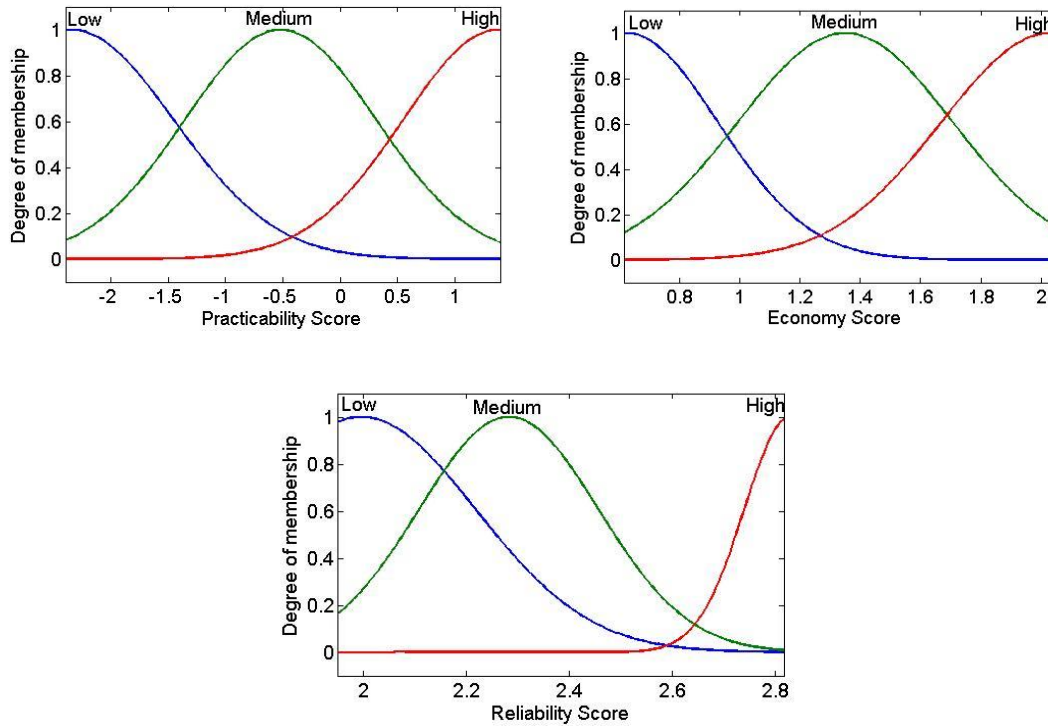 Low Medium High
1
0.8
0.6
0.4
0.2
0
Degree of membership
-2 -1.5 -1 -0.5 0 0.5 1
Practicability Score
Low Medium High
1
0.8
0.6
0.4
0.2
0
Degree of membership
0.8 1 1.2 1.4 1.6 1.8 2
Economy Score
Low Medium High
1
0.8
0.6
0.4
0.2
0
Degree of membership
2 2.2 2.4 2.6 2.8
Reliability Score